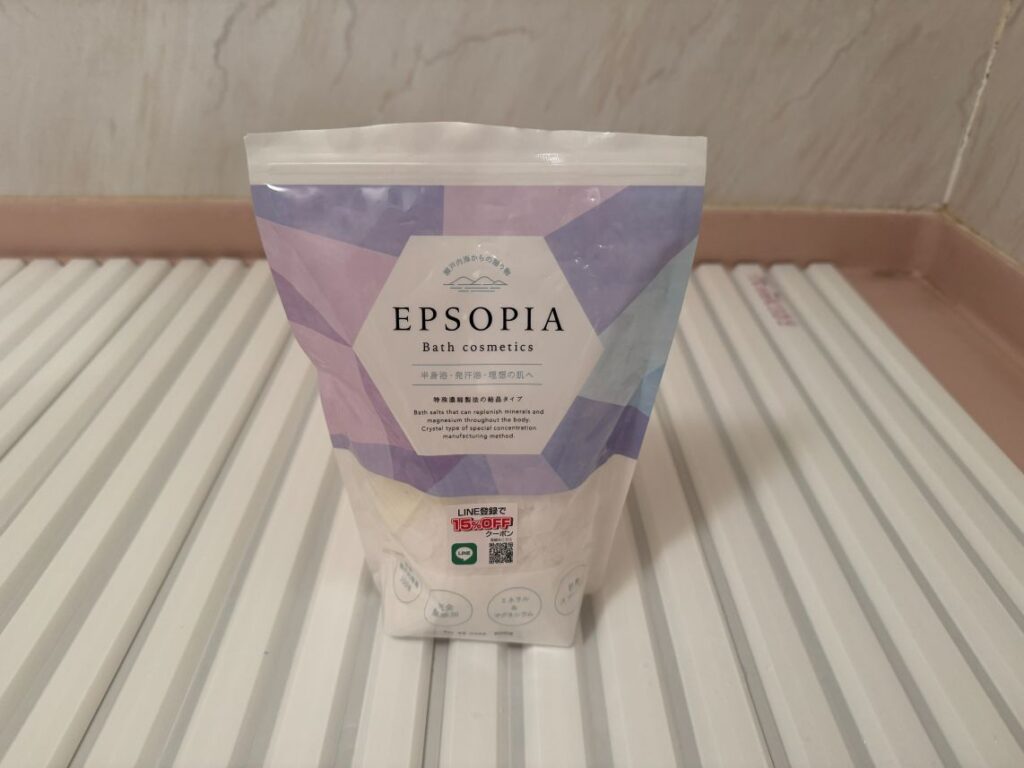 瀬戸内海からの贈り物
EPSOPIA
Bath cosmetics
半身浴・発汗浴・理想の肌へ
特殊濃縮製法の結晶タイプ
Bath salts that can replenish minerals and
magnesium throughout the body.
Crystal type of special concentration
manufacturing method.
LINE登録で
15%OFF
クーポン
LINE
ミネラル
&
マグネシウム